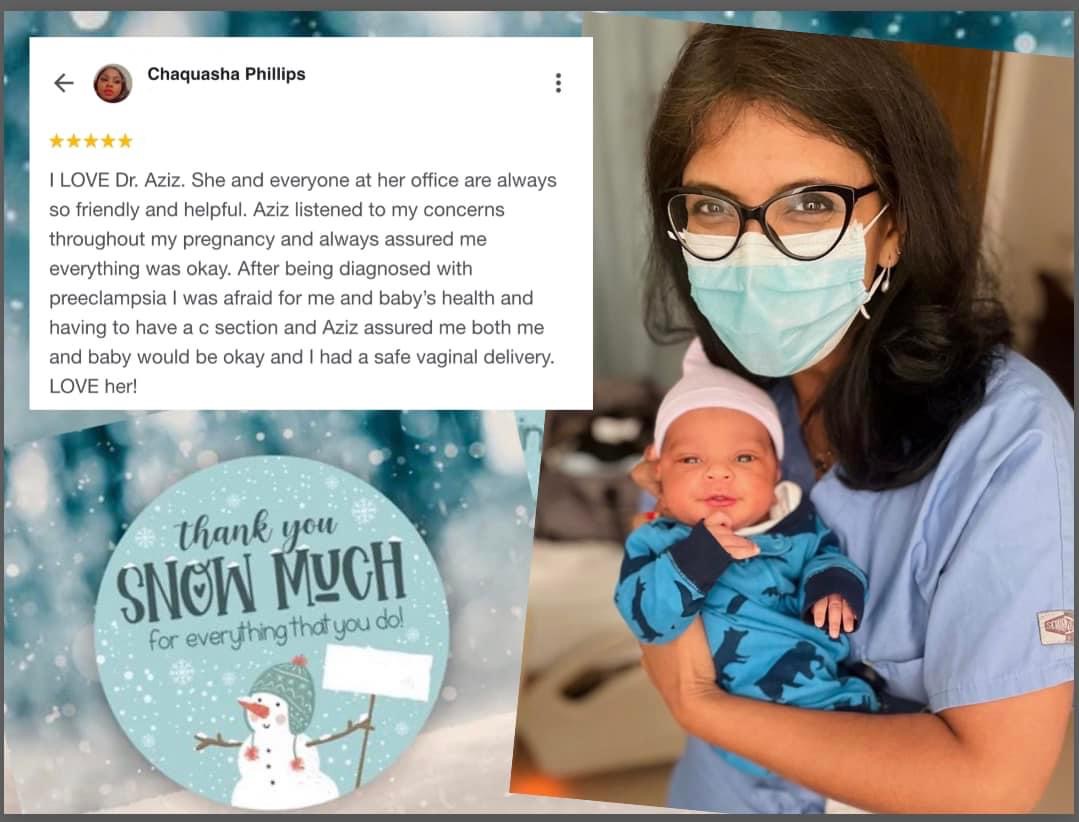 Chaquasha Phillips
I LOVE Dr. Aziz. She and everyone at her office are always
so friendly and helpful. Aziz listened to my concerns
throughout my pregnancy and always assured me
everything was okay. After being diagnosed with
preeclampsia I was afraid for me and baby’s health and
having to have a c section and Aziz assured me both me
and baby would be okay and I had a safe vaginal delivery.
LOVE her!
thank you
SNOW MUCH
for everything that you do!